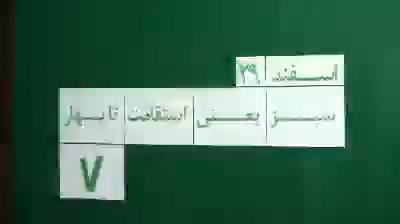 اسفند ۲۹
سبز یعنی استقامت تا بهار
۷